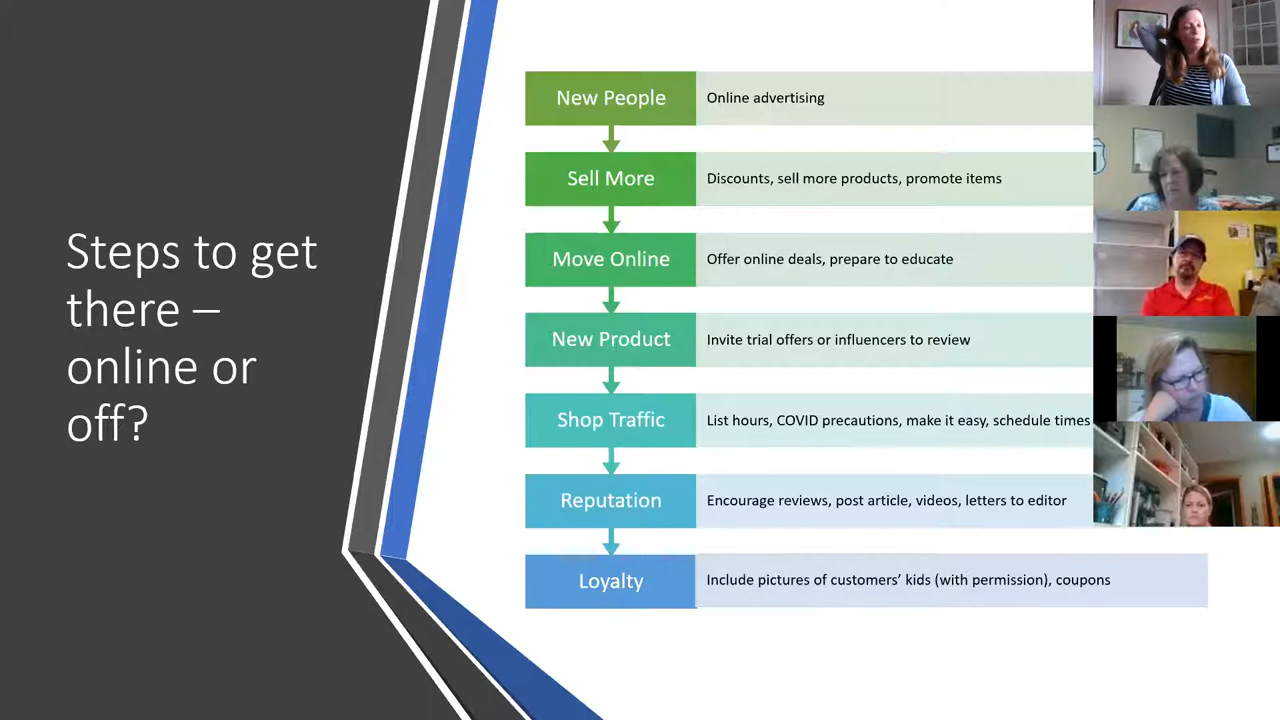 Steps to get
there –
online or
off?
New People
Online advertising
Sell More
Discounts, sell more products, promote items
Move Online
Offer online deals, prepare to educate
New Product
Invite trial offers or influencers to review
Shop Traffic
List hours, COVID precautions, make it easy, schedule times
Reputation
Encourage reviews, post article, videos, letters to editor
Loyalty
Include pictures of customers’ kids (with permission), coupons